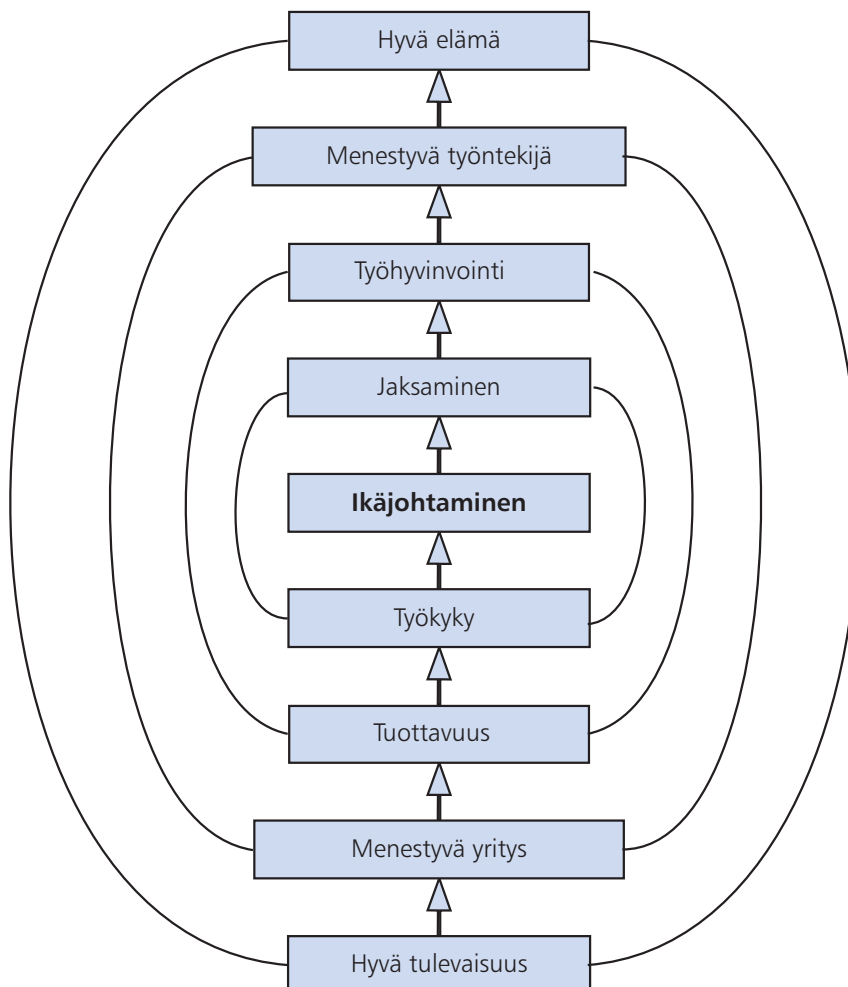 Hyvä elämä
Menestyvä työntekijä
Työhyvinvointi
Jaksaminen
Ikäjohtaminen
Työkyky
Tuottavuus
Menestyvä yritys
Hyvä tulevaisuus